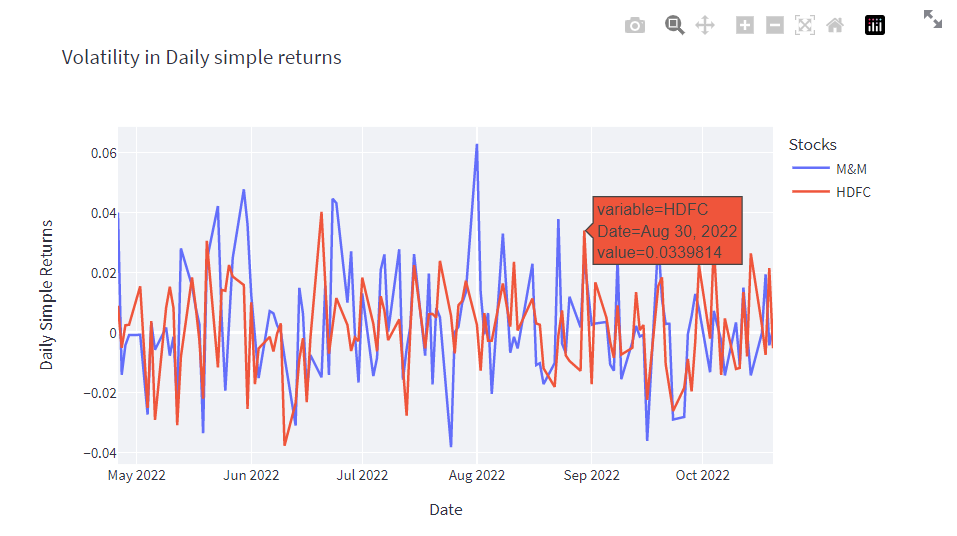 Volatility in Daily simple returns
Stocks
M&M
HDFC
0.06
0.04
0.02
0
−0.02
−0.04
Daily Simple Returns
variable=HDFC
Date=Aug 30, 2022
value=0.0339814
May 2022
Jun 2022
Jul 2022
Aug 2022
Sep 2022
Oct 2022
Date